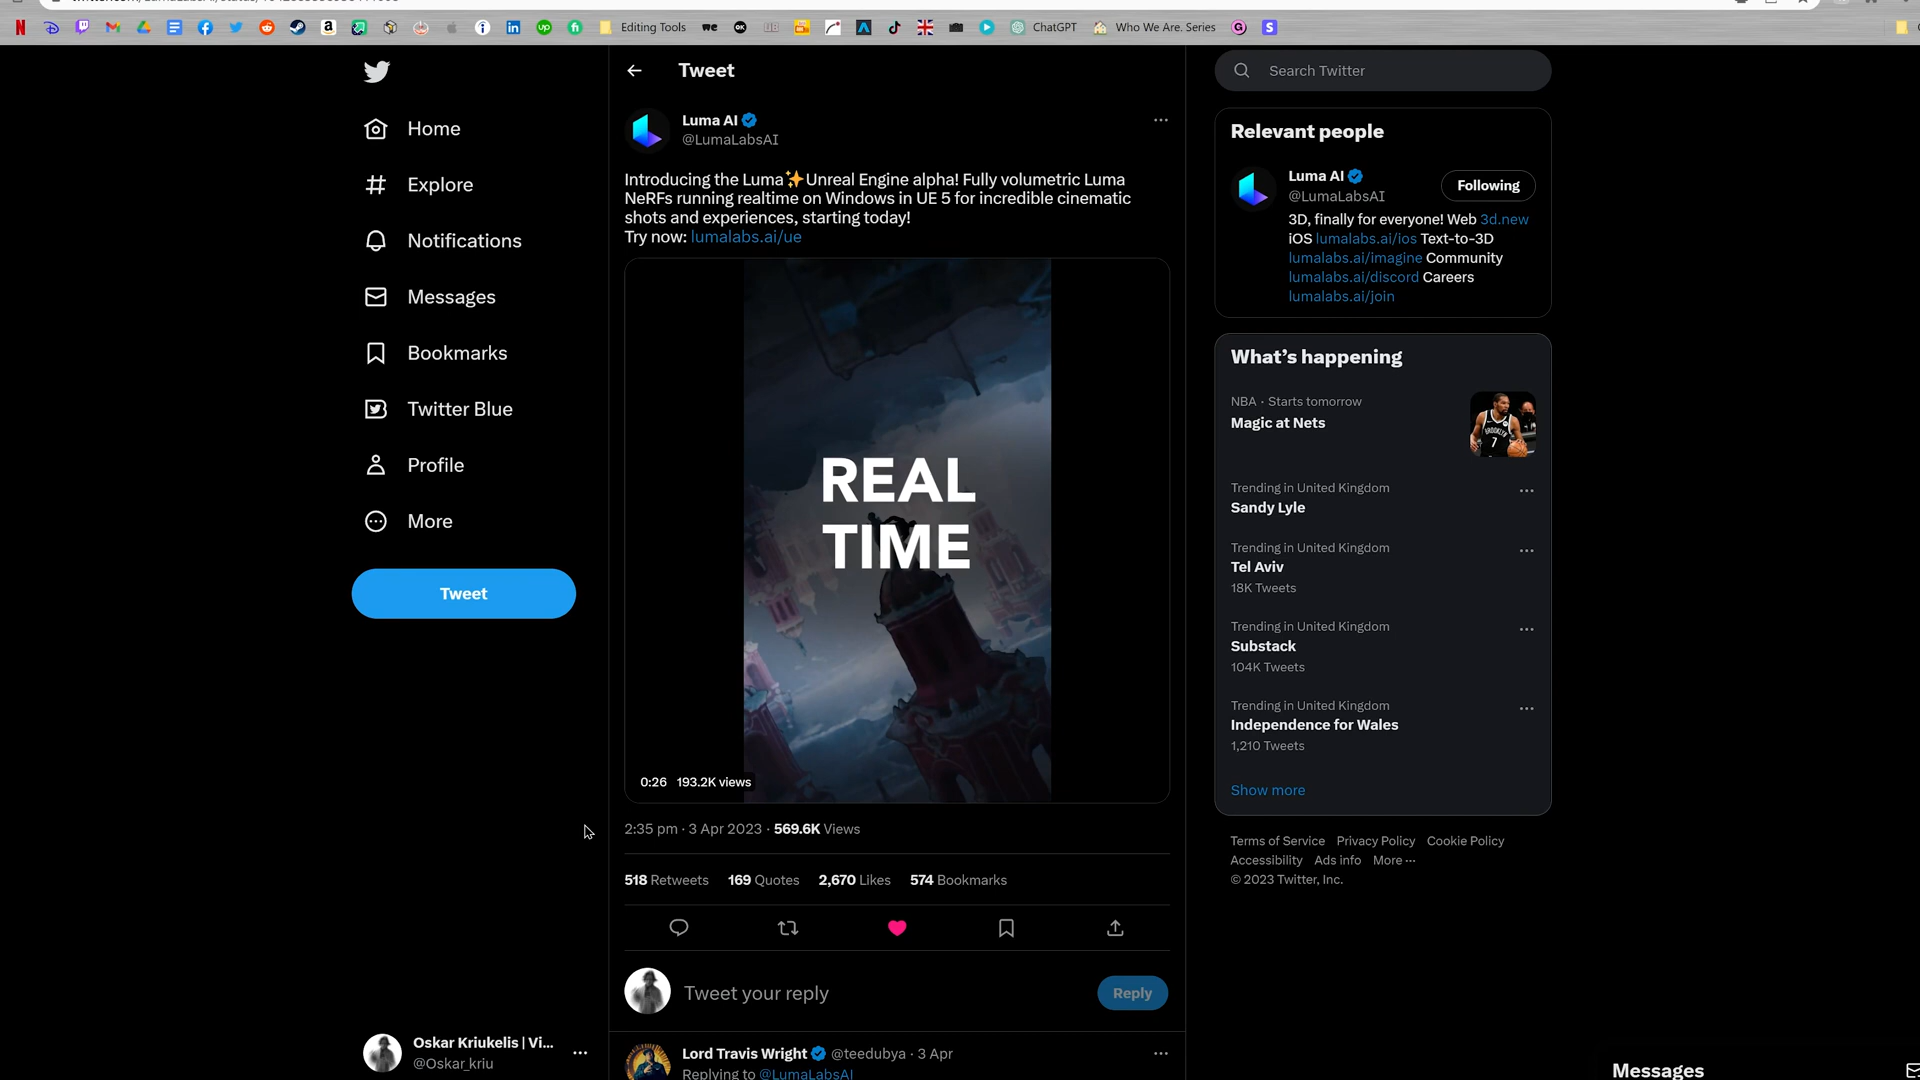 Editing Tools
ChatGPT
Who We Are. Series
Home
Explore
Notifications
Messages
Bookmarks
Twitter Blue
Profile
More
Tweet
Oskar Kriukelis | Vi...
@Oskar_kriu
Tweet
Luma AI
@LumaLabsAI
Introducing the Luma✨Unreal Engine alpha! Fully volumetric Luma
NeRFs running realtime on Windows in UE 5 for incredible cinematic
shots and experiences, starting today!
Try now: lumalabs.ai/ue
REAL
TIME
0:26 193.2K views
2:35 pm · 3 Apr 2023 · 569.6K Views
518 Retweets 169 Quotes 2,670 Likes 574 Bookmarks
Tweet your reply
Reply
Lord Travis Wright @teedubya · 3 Apr
Replying to @LumaLabsAI
Search Twitter
Relevant people
Luma AI
@LumaLabsAI
Following
3D, finally for everyone! Web 3d.new
iOS lumalabs.ai/ios Text-to-3D
lumalabs.ai/imagine Community
lumalabs.ai/discord Careers
lumalabs.ai/join
What's happening
NBA · Starts tomorrow
Magic at Nets
Trending in United Kingdom
Sandy Lyle
Trending in United Kingdom
Tel Aviv
18K Tweets
Trending in United Kingdom
Substack
104K Tweets
Trending in United Kingdom
Independence for Wales
1,210 Tweets
Show more
Terms of Service Privacy Policy Cookie Policy
Accessibility Ads info More ···
© 2023 Twitter, Inc.
Messages